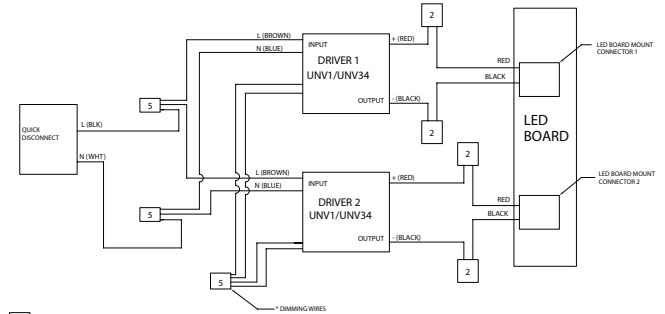 L (BROWN)
N (BLUE)
INPUT
DRIVER 1
UNV1/UNV34
OUTPUT
+ (RED)
- (BLACK)
2
2
RED
BLACK
LED BOARD MOUNT
CONNECTOR 1
LED
BOARD
QUICK
DISCONNECT
L (BLK)
N (WHT)
5
5
L (BROWN)
N (BLUE)
INPUT
DRIVER 2
UNV1/UNV34
OUTPUT
+ (RED)
- (BLACK)
2
2
RED
BLACK
LED BOARD MOUNT
CONNECTOR 2
5
* DIMMING WIRES